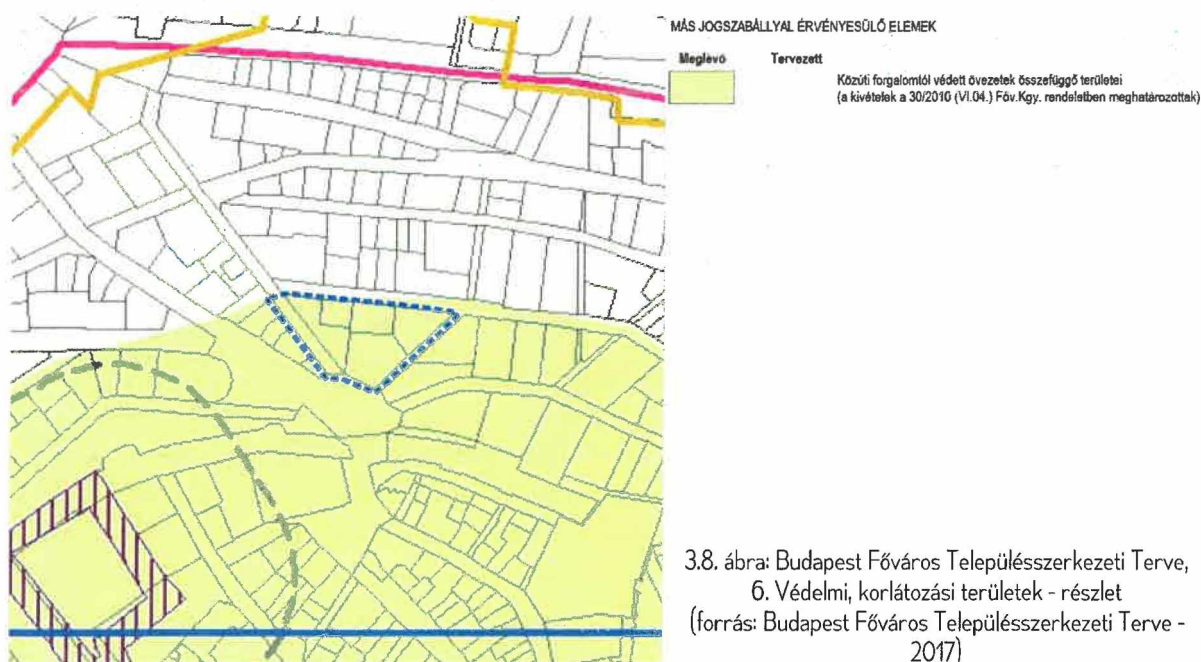 MÁS JOGSZABÁLLYAL ÉRVÉNYESÜLŐ ELEMEK
Meglévő Tervezett
Közúti forgalomtól védett övezetek összefüggő területei
(a kivételek a 30/2010 (VI.04.) Főv.Kgy. rendeletben meghatározottak)
3.8. ábra: Budapest Főváros Településszerkezeti Terve,
6. Védelmi, korlátozási területek - részlet
(forrás: Budapest Főváros Településszerkezeti Terve -
2017)